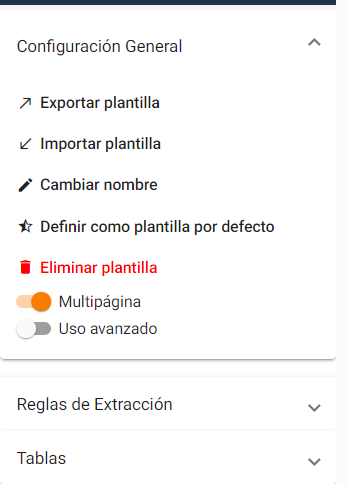 Configuración General
Exportar plantilla
Importar plantilla
Cambiar nombre
Definir como plantilla por defecto
Eliminar plantilla
Multipágina
Uso avanzado
Reglas de Extracción
Tablas